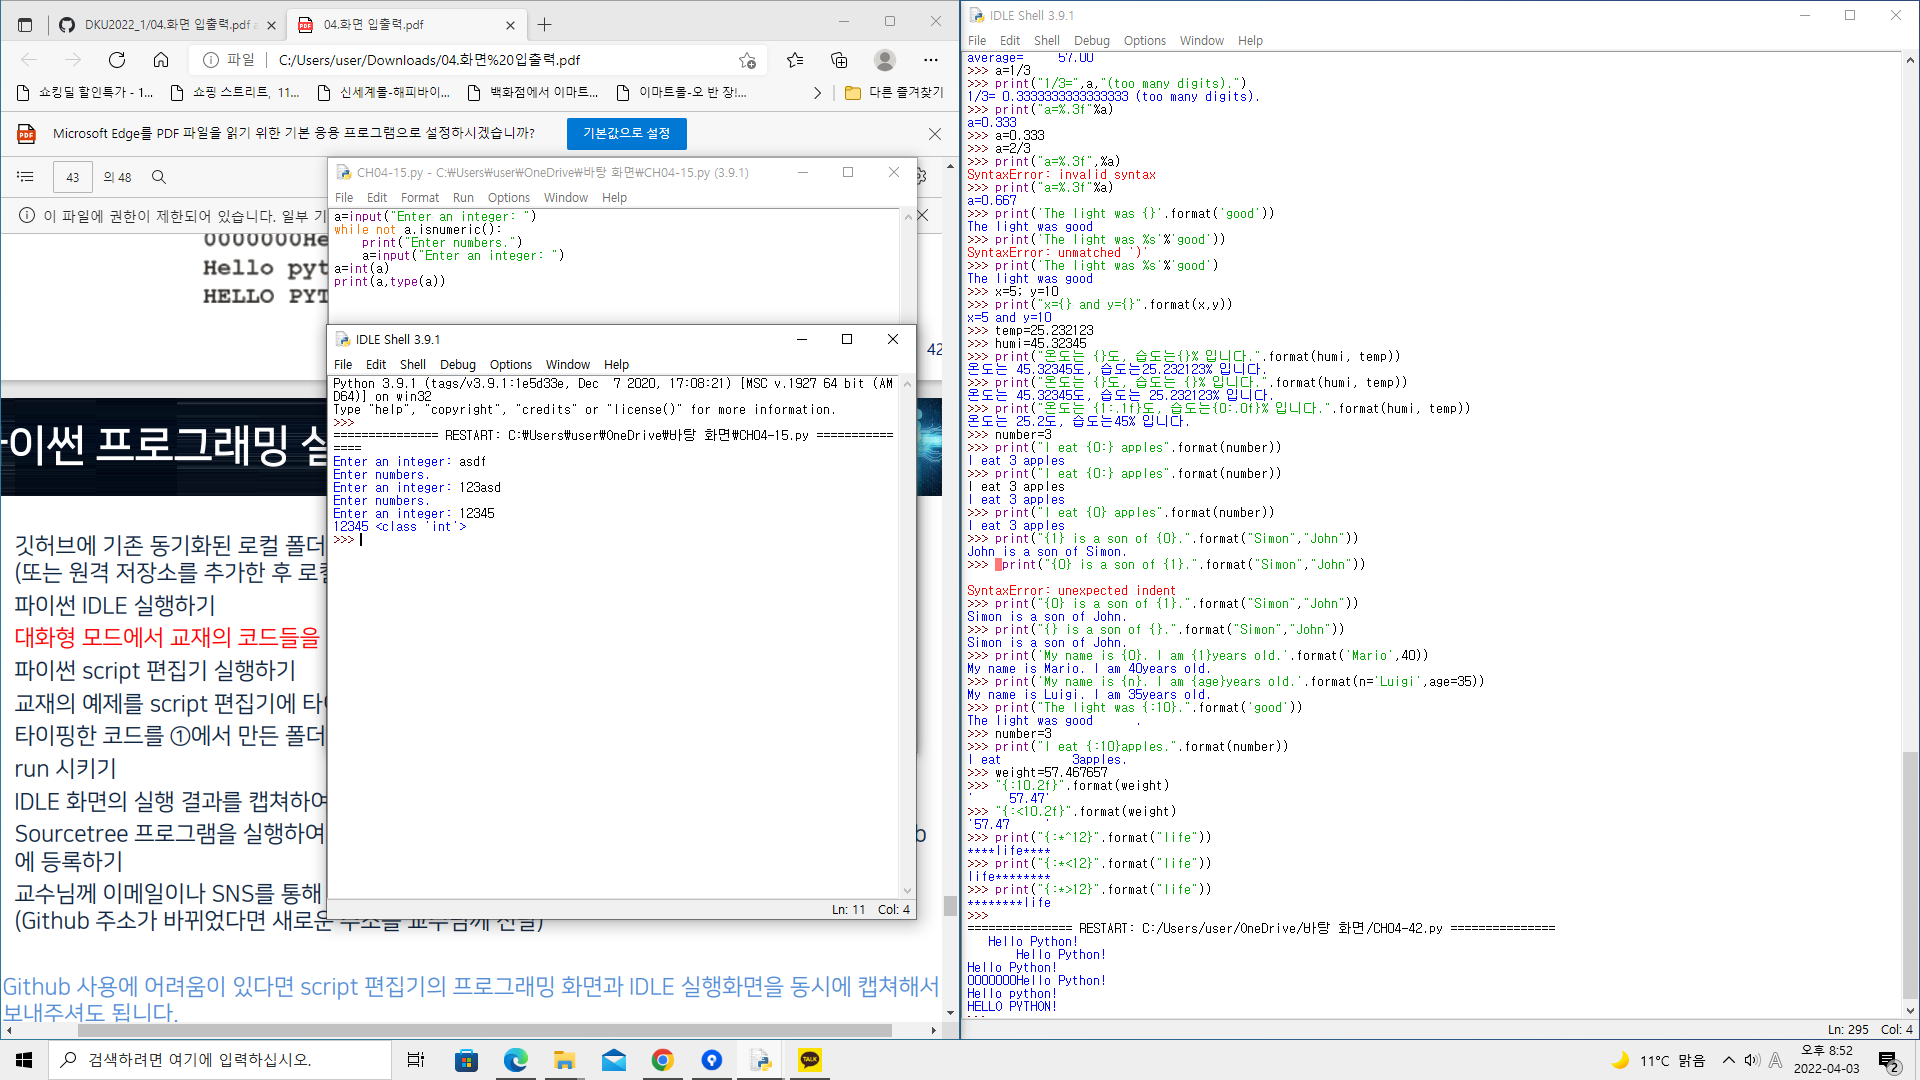 DKU2022_1/04.화면 입출력.pdf a
04.화면 입출력.pdf
파일
C:/Users/user/Downloads/04.화면%20입출력.pdf
쇼킹딜 할인특가 - 1...
쇼핑 스트리트, 11...
신세계몰-해피바이...
백화점에서 이마트...
이마트몰-오 반 장!...
다른 즐겨찾기
Microsoft Edge를 PDF 파일을 읽기 위한 기본 응용 프로그램으로 설정하시겠습니까?
기본값으로 설정
43
의 48
이 파일에 권한이 제한되어 있습니다. 일부 기
0000000He
Hello pyt
HELLO PYT
42
이썬 프로그래밍 실
깃허브에 기존 동기화된 로컬 폴더
(또는 원격 저장소를 추가한 후 로컬
파이썬 IDLE 실행하기
대화형 모드에서 교재의 코드들을
파이썬 script 편집기 실행하기
교재의 예제를 script 편집기에 타이
타이핑한 코드를 ①에서 만든 폴더
run 시키기
IDLE 화면의 실행 결과를 캡쳐하여
Sourcetree 프로그램을 실행하여
b
에 등록하기
교수님께 이메일이나 SNS를 통해
(Github 주소가 바뀌었다면 새로운 주소를 교수님께 전달)
Github 사용에 어려움이 있다면 script 편집기의 프로그래밍 화면과 IDLE 실행화면을 동시에 캡쳐해서
보내주셔도 됩니다.
CH04-15.py - C:₩Users₩user₩OneDrive₩바탕 화면₩CH04-15.py (3.9.1)
File Edit Format Run Options Window Help
a=input("Enter an integer: ")
while not a.isnumeric():
    print("Enter numbers.")
    a=input("Enter an integer: ")
a=int(a)
print(a,type(a))
IDLE Shell 3.9.1
File Edit Shell Debug Options Window Help
Python 3.9.1 (tags/v3.9.1:1e5d33e, Dec  7 2020, 17:08:21) [MSC v.1927 64 bit (AM
D64)] on win32
Type "help", "copyright", "credits" or "license()" for more information.
>>>
=============== RESTART: C:₩Users₩user₩OneDrive₩바탕 화면₩CH04-15.py ===========
====
Enter an integer: asdf
Enter numbers.
Enter an integer: 123asd
Enter numbers.
Enter an integer: 12345
12345 <class 'int'>
>>>
Ln: 11 Col: 4
IDLE Shell 3.9.1
File Edit Shell Debug Options Window Help
average=     57.00
>>> a=1/3
>>> print("1/3=",a,"(too many digits).")
1/3= 0.3333333333333333 (too many digits).
>>> print("a=%.3f"%a)
a=0.333
>>> a=0.333
>>> a=2/3
>>> print("a=%.3f",%a)
SyntaxError: invalid syntax
>>> print("a=%.3f"%a)
a=0.667
>>> print('The light was {}'.format('good'))
The light was good
>>> print('The light was %s'%'good'))
SyntaxError: unmatched ')'
>>> print('The light was %s'%'good')
The light was good
>>> x=5; y=10
>>> print("x={} and y={}".format(x,y))
x=5 and y=10
>>> temp=25.232123
>>> humi=45.32345
>>> print("온도는 {}도, 습도는{}% 입니다.".format(humi, temp))
온도는 45.32345도, 습도는25.232123% 입니다.
>>> print("온도는 {}도, 습도는 {}% 입니다.".format(humi, temp))
온도는 45.32345도, 습도는 25.232123% 입니다.
>>> print("온도는 {1:.1f}도, 습도는{0:.0f}% 입니다.".format(humi, temp))
온도는 25.2도, 습도는45% 입니다.
>>> number=3
>>> print("I eat {0:} apples".format(number))
I eat 3 apples
>>> print("I eat {0:} apples".format(number))
I eat 3 apples
I eat 3 apples
>>> print("I eat {0} apples".format(number))
I eat 3 apples
>>> print("{1} is a son of {0}.".format("Simon","John"))
John is a son of Simon.
>>>  print("{0} is a son of {1}.".format("Simon","John"))
SyntaxError: unexpected indent
>>> print("{0} is a son of {1}.".format("Simon","John"))
Simon is a son of John.
>>> print("{} is a son of {}.".format("Simon","John"))
Simon is a son of John.
>>> print('My name is {0}. I am {1}years old.'.format('Mario',40))
My name is Mario. I am 40years old.
>>> print('My name is {n}. I am {age}years old.'.format(n='Luigi',age=35))
My name is Luigi. I am 35years old.
>>> print("The light was {:10}.".format('good'))
The light was good      .
>>> number=3
>>> print("I eat {:10}apples.".format(number))
I eat          3apples.
>>> weight=57.467657
>>> "{:10.2f}".format(weight)
'     57.47'
>>> "{:<10.2f}".format(weight)
'57.47     '
>>> print("{:*^12}".format("life"))
****life****
>>> print("{:*<12}".format("life"))
life********
>>> print("{:*>12}".format("life"))
********life
>>>
=============== RESTART: C:/Users/user/OneDrive/바탕 화면/CH04-42.py ===============
   Hello Python!
       Hello Python!
Hello Python!
0000000Hello Python!
Hello python!
HELLO PYTHON!
Ln: 295 Col: 4
검색하려면 여기에 입력하십시오.
TALK
11°C 맑음
A
오후 8:52
2022-04-03
2